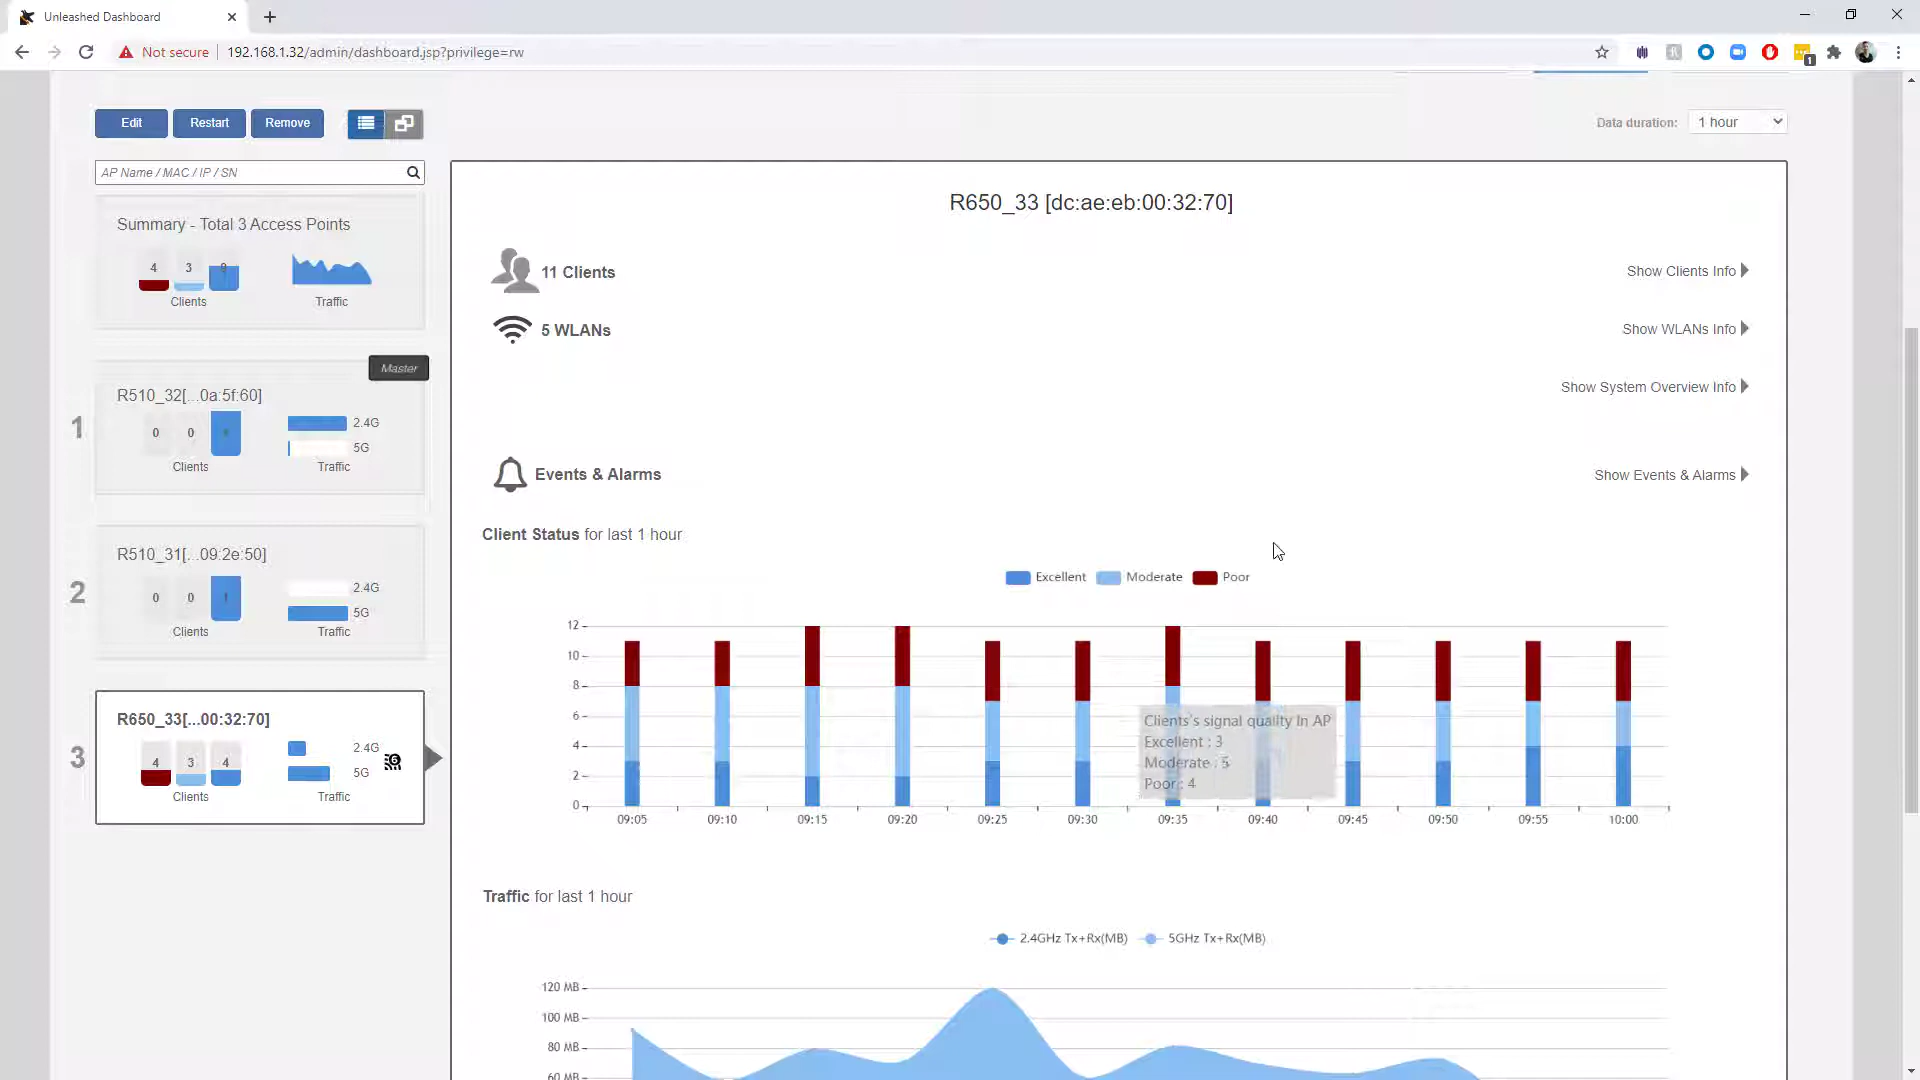 Unleashed Dashboard
Not secure 192.168.1.32/admin/dashboard.jsp?privilege=rw
1
Edit Restart Remove
Data duration: 1 hour
AP Name / MAC / IP / SN
Summary - Total 3 Access Points
4 3
Clients Traffic
Master
1
R510_32[...0a:5f:60]
0 0
2.4G
5G
Clients Traffic
2
R510_31[...09:2e:50]
0 0 1
2.4G
5G
Clients Traffic
3
R650_33[...00:32:70]
4 3 4
2.4G
5G
6
Clients Traffic
R650_33 [dc:ae:eb:00:32:70]
11 Clients Show Clients Info
5 WLANs Show WLANs Info
Show System Overview Info
Events & Alarms Show Events & Alarms
Client Status for last 1 hour
Excellent Moderate Poor
12
10
8
6
4
2
0
Clients's signal quality In AP
Excellent : 3
Moderate : 5
Poor : 4
09:05 09:10 09:15 09:20 09:25 09:30 09:35 09:40 09:45 09:50 09:55 10:00
Traffic for last 1 hour
2.4GHz Tx+Rx(MB) 5GHz Tx+Rx(MB)
120 MB
100 MB
80 MB
60 MB